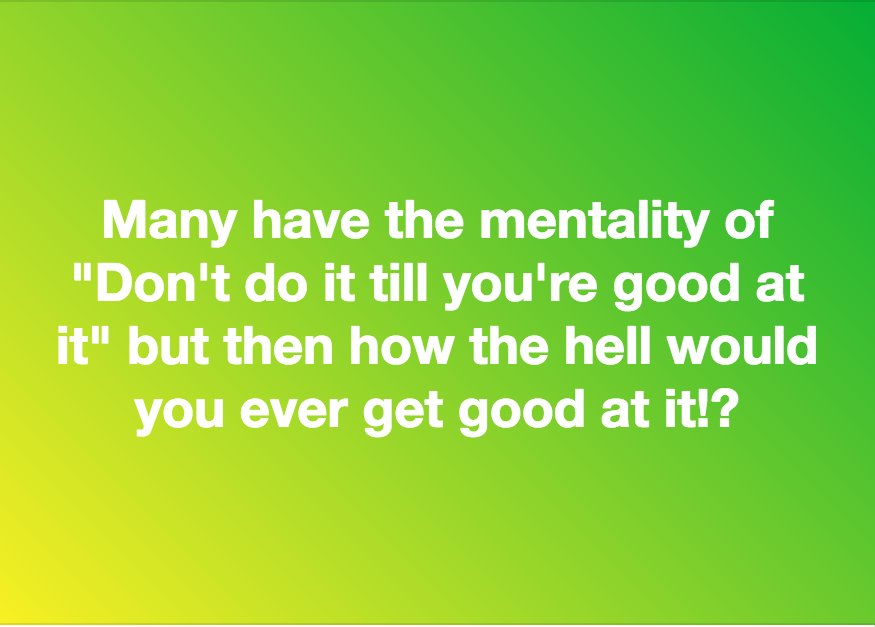 Many have the mentality of
"Don't do it till you're good at
it" but then how the hell would
you ever get good at it!?